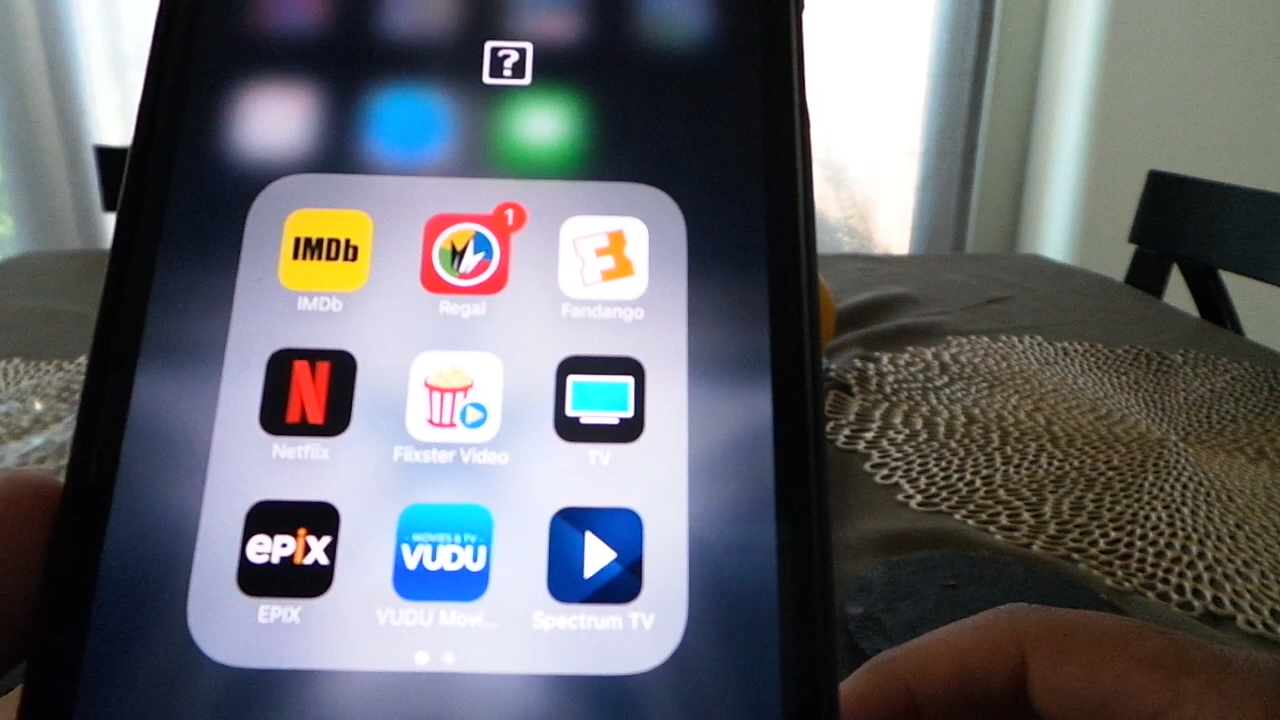 ?
IMDb
1
F
IMDb
Regal
Fandango
N
Netflix
Flixster Video
TV
epix
MOVIES & TV
VUDU
EPIX
VUDU Movi...
Spectrum TV